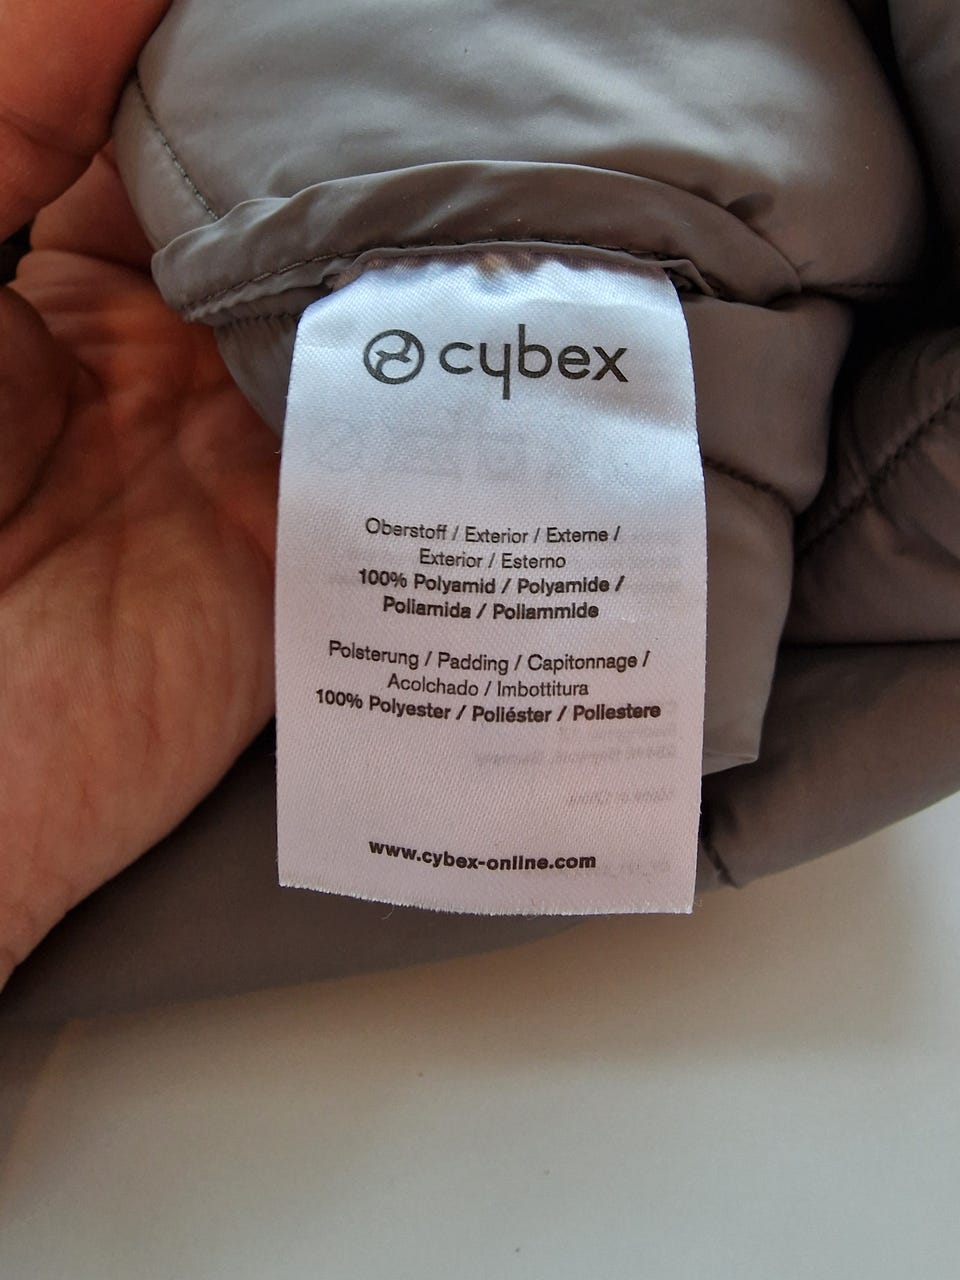 cybex
Oberstoff / Exterior / Externe /
Exterior / Esterno
100% Polyamid / Polyamide /
Poliamida / Poliammide
Polsterung / Padding / Capitonnage /
Acolchado / Imbottitura
100% Polyester / Poliéster / Poliestere
www.cybex-online.com